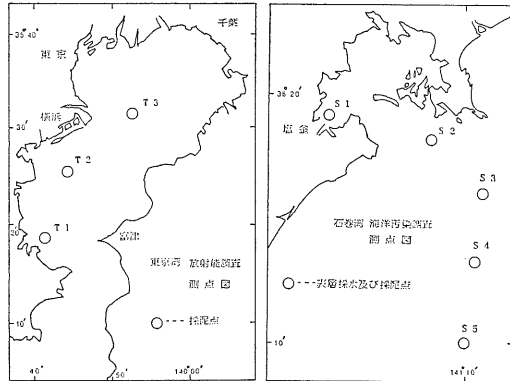 千葉
35°40'
東京
T 3
横浜
30'
T 2
20'
T 1
富津
東京湾 放射能調査
測 点 図
10'
---- 採泥点
40'
50'
140°00'
36°20'
S 1
塩釜
S 2
S 3
石巻湾 海洋汚染調査
測 点 図
S 4
---- 表層採水及び採泥点
10'
S 5
141°10'